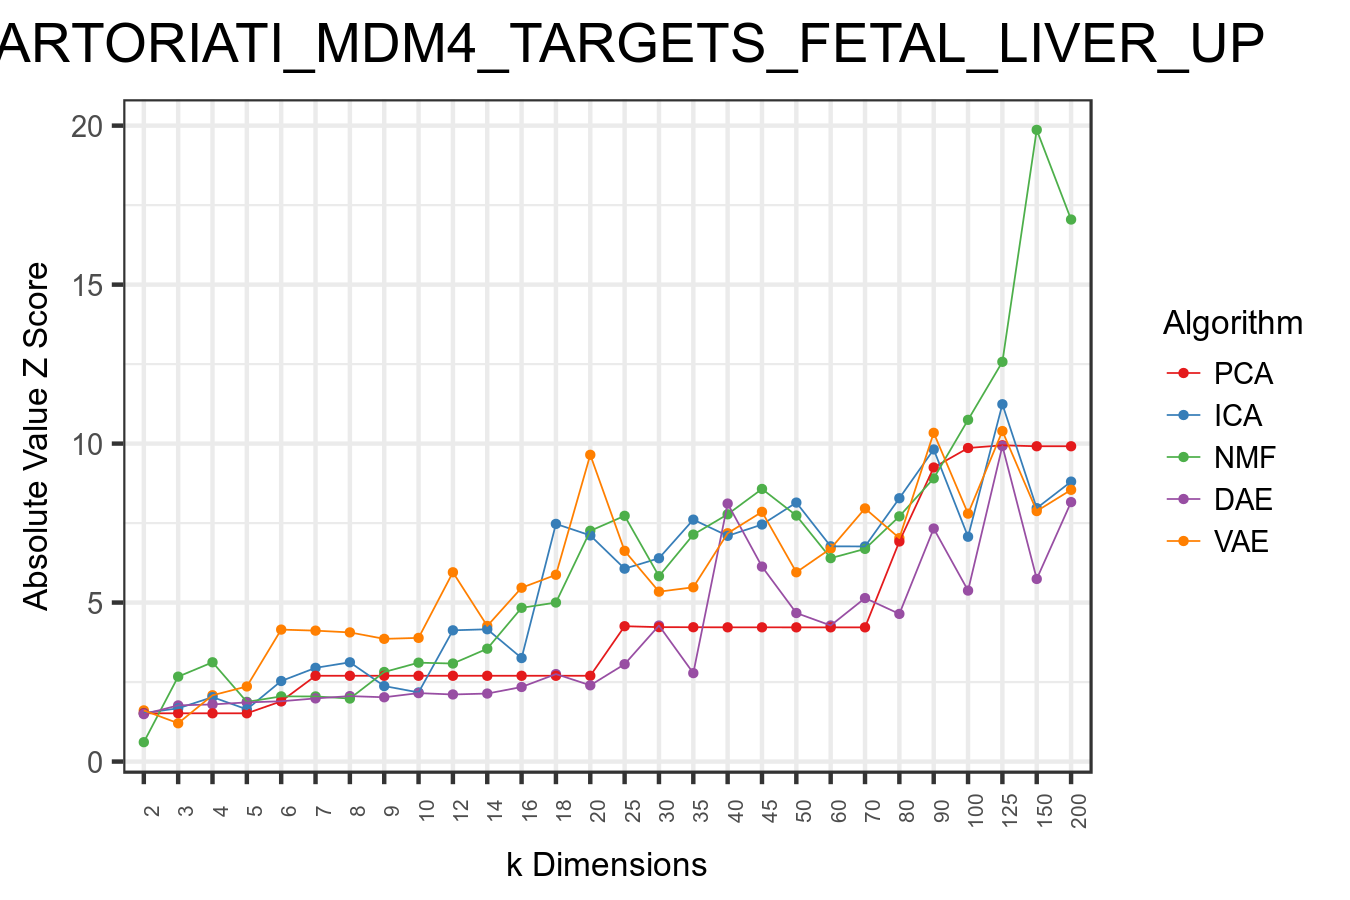 ARTORIATI_MDM4_TARGETS_FETAL_LIVER_UP
Absolute Value Z Score
20
15
10
5
0
2 3 4 5 6 7 8 9 10 12 14 16 18 20 25 30 35 40 45 50 60 70 80 90 100 125 150 200
k Dimensions
Algorithm
PCA
ICA
NMF
DAE
VAE